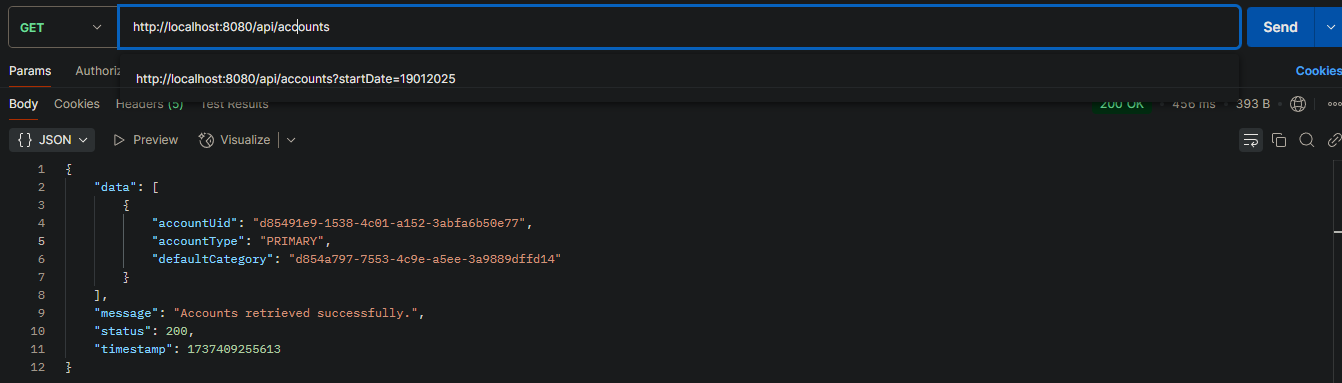 GET http://localhost:8080/api/accounts Send
http://localhost:8080/api/accounts?startDate=19012025
Params Authoriz Cookies
Body Cookies Headers (5) Test Results 200 OK 456 ms 393 B
{} JSON Preview Visualize
1 {
2 "data": [
3 {
4 "accountUid": "d85491e9-1538-4c01-a152-3abfa6b50e77",
5 "accountType": "PRIMARY",
6 "defaultCategory": "d854a797-7553-4c9e-a5ee-3a9889dffd14"
7 }
8 ],
9 "message": "Accounts retrieved successfully.",
10 "status": 200,
11 "timestamp": 1737409255613
12 }